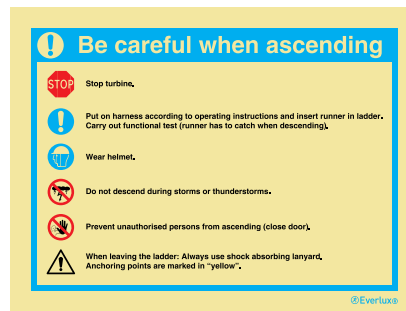 Be careful when ascending
STOP
Stop turbine.
Put on harness according to operating instructions and insert runner in ladder.
Carry out functional test (runner has to catch when descending).
Wear helmet.
Do not descend during storms or thunderstorms.
Prevent unauthorised persons from ascending (close door).
When leaving the ladder: Always use shock absorbing lanyard.
Anchoring points are marked in “yellow”.
Everlux®